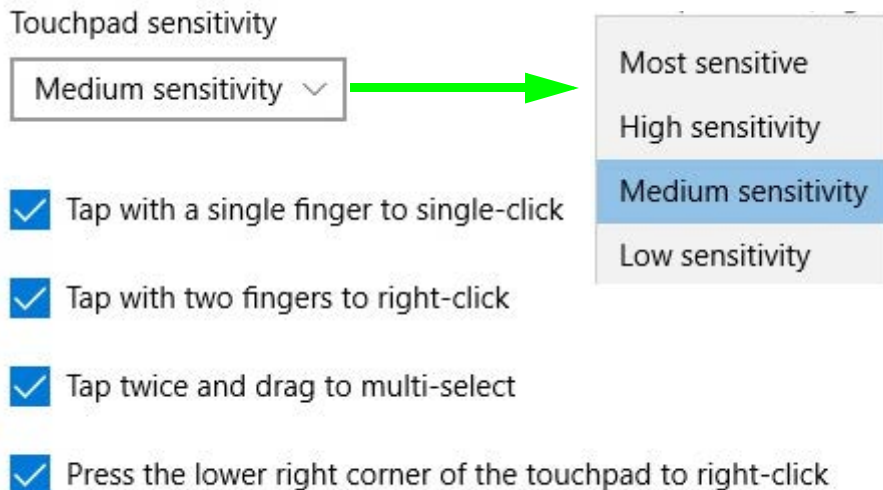 Touchpad sensitivity
Medium sensitivity
Most sensitive
High sensitivity
Medium sensitivity
Low sensitivity
Tap with a single finger to single-click
Tap with two fingers to right-click
Tap twice and drag to multi-select
Press the lower right corner of the touchpad to right-click